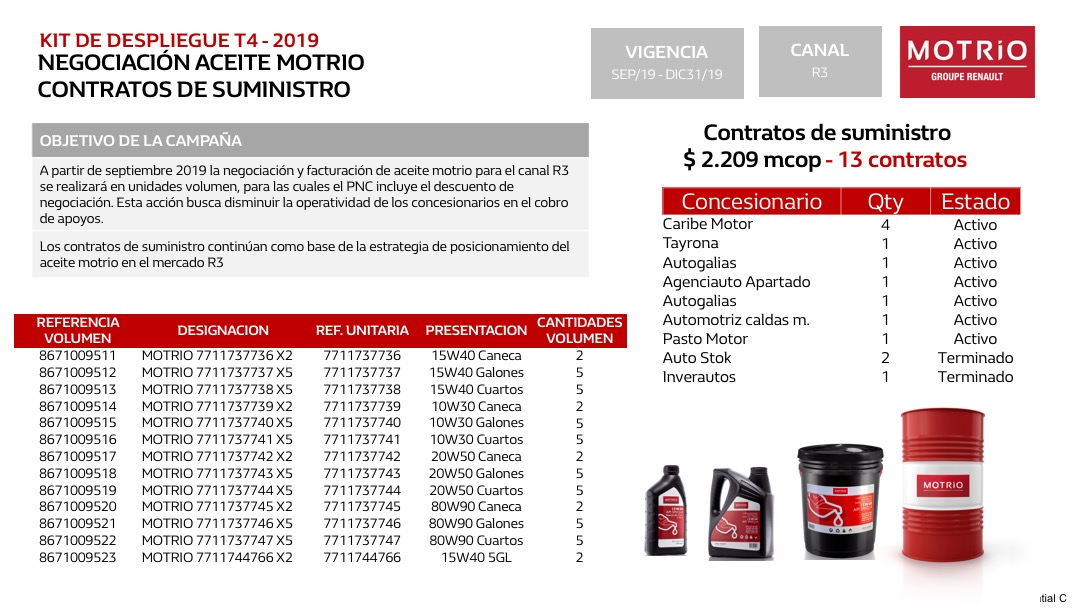 KIT DE DESPLIEGUE T4 - 2019
NEGOCIACIÓN ACEITE MOTRIO
CONTRATOS DE SUMINISTRO
VIGENCIA
SEP/19 - DIC31/19
CANAL
R3
MOTRiO
GROUPE RENAULT
OBJETIVO DE LA CAMPAÑA
A partir de septiembre 2019 la negociación y facturación de aceite motrio para el canal R3
se realizará en unidades volumen, para las cuales el PNC incluye el descuento de
negociación. Esta acción busca disminuir la operatividad de los concesionarios en el cobro
de apoyos.
Los contratos de suministro continúan como base de la estrategia de posicionamiento del
aceite motrio en el mercado R3
Contratos de suministro
$ 2.209 mcop - 13 contratos
Concesionario Qty Estado
Caribe Motor 4 Activo
Tayrona 1 Activo
Autogalias 1 Activo
Agenciauto Apartado 1 Activo
Autogalias 1 Activo
Automotriz caldas m. 1 Activo
Pasto Motor 1 Activo
Auto Stok 2 Terminado
Inverautos 1 Terminado
REFERENCIA VOLUMEN DESIGNACION REF. UNITARIA PRESENTACION CANTIDADES VOLUMEN
8671009511 MOTRIO 7711737736 X2 7711737736 15W40 Caneca 2
8671009512 MOTRIO 7711737737 X5 7711737737 15W40 Galones 5
8671009513 MOTRIO 7711737738 X5 7711737738 15W40 Cuartos 5
8671009514 MOTRIO 7711737739 X2 7711737739 10W30 Caneca 2
8671009515 MOTRIO 7711737740 X5 7711737740 10W30 Galones 5
8671009516 MOTRIO 7711737741 X5 7711737741 10W30 Cuartos 5
8671009517 MOTRIO 7711737742 X2 7711737742 20W50 Caneca 2
8671009518 MOTRIO 7711737743 X5 7711737743 20W50 Galones 5
8671009519 MOTRIO 7711737744 X5 7711737744 20W50 Cuartos 5
8671009520 MOTRIO 7711737745 X2 7711737745 80W90 Caneca 2
8671009521 MOTRIO 7711737746 X5 7711737746 80W90 Galones 5
8671009522 MOTRIO 7711737747 X5 7711737747 80W90 Cuartos 5
8671009523 MOTRIO 7711744766 X2 7711744766 15W40 5GL 2
MOTRiO
MOTRiO
MOTRiO
MOTRiO
tial C